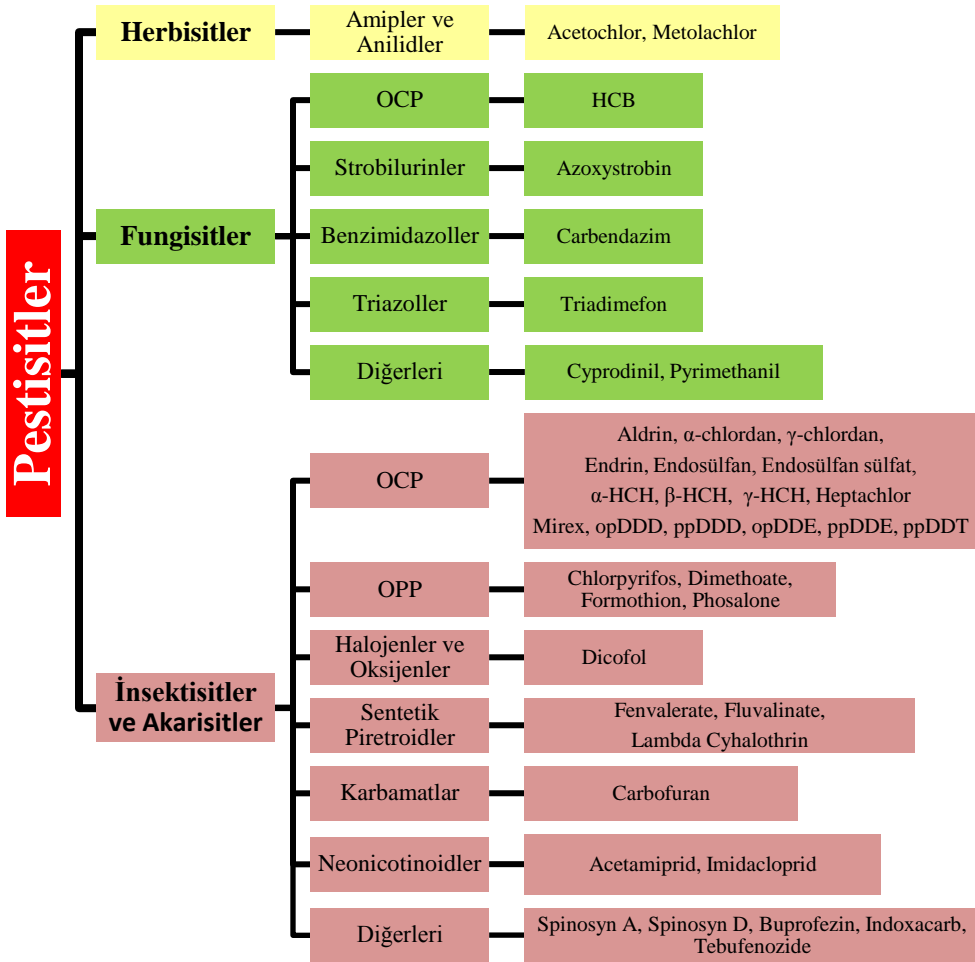 Pestisitler
Herbisitler
Amipler ve
Anilidler
Acetochlor, Metolachlor
Fungisitler
OCP
HCB
Strobilurinler
Azoxystrobin
Benzimidazoller
Carbendazim
Triazoller
Triadimefon
Diğerleri
Cyprodinil, Pyrimethanil
İnsektisitler
ve Akarisitler
OCP
Aldrin, α-chlordan, γ-chlordan,
Endrin, Endosülfan, Endosülfan sülfat,
α-HCH, β-HCH, γ-HCH, Heptachlor
Mirex, opDDD, ppDDD, opDDE, ppDDE, ppDDT
OPP
Chlorpyrifos, Dimethoate,
Formothion, Phosalone
Halojenler ve
Oksijenler
Dicofol
Sentetik
Piretroidler
Fenvalerate, Fluvalinate,
Lambda Cyhalothrin
Karbamatlar
Carbofuran
Neonicotinoidler
Acetamiprid, Imidacloprid
Diğerleri
Spinosyn A, Spinosyn D, Buprofezin, Indoxacarb,
Tebufenozide